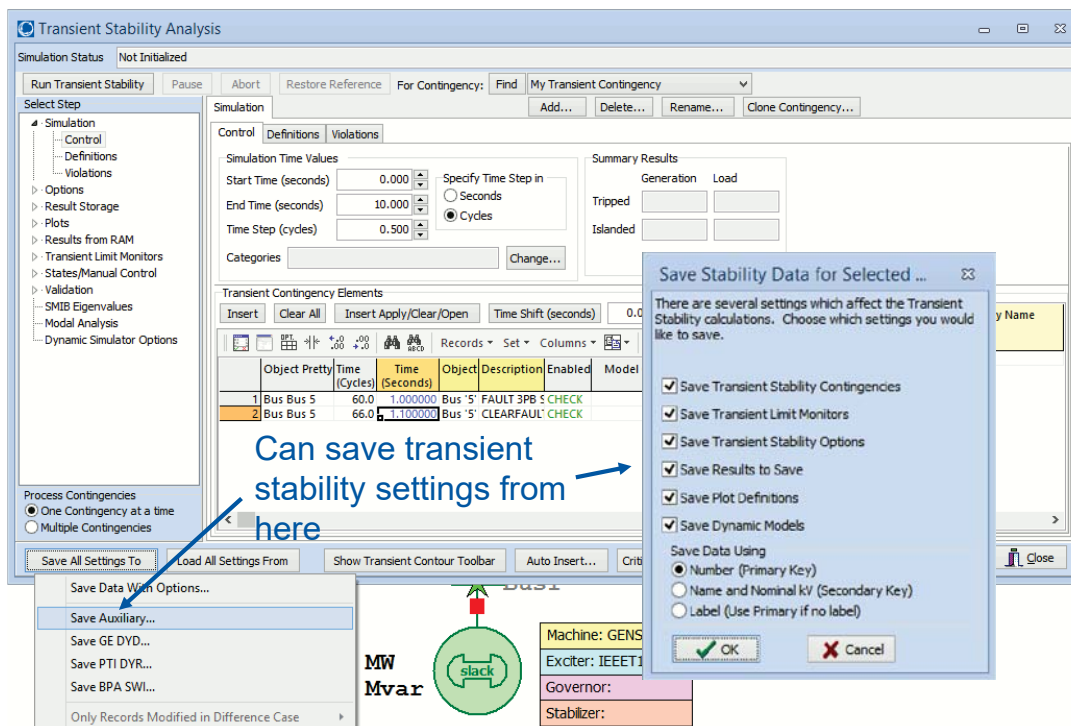 Transient Stability Analysis
Simulation Status Not Initialized
Run Transient Stability Pause Abort Restore Reference For Contingency: Find My Transient Contingency
Add... Delete... Rename... Clone Contingency...
Select Step
Simulation
Control
Definitions
Violations
Options
Result Storage
Plots
Results from RAM
Transient Limit Monitors
States/Manual Control
Validation
SMIB Eigenvalues
Modal Analysis
Dynamic Simulator Options
Process Contingencies
One Contingency at a time
Multiple Contingencies
Simulation
Control Definitions Violations
Simulation Time Values
Start Time (seconds) 0.000
End Time (seconds) 10.000
Time Step (cycles) 0.500
Specify Time Step in
Seconds
Cycles
Categories Change...
Summary Results
Generation Load
Tripped
Islanded
Transient Contingency Elements
Insert Clear All Insert Apply/Clear/Open Time Shift (seconds) 0.0
Records Set Columns
Object Pretty Time (Cycles) Time (Seconds) Object Description Enabled Model
1 Bus Bus 5 60.0 1.000000 Bus '5' FAULT 3PB S CHECK
2 Bus Bus 5 66.0 1.100000 Bus '5' CLEARFAUL CHECK
y Name
Can save transient
stability settings from
here
Save All Settings To Load All Settings From Show Transient Contour Toolbar Auto Insert... Criti Close
Save Data With Options...
Save Auxiliary...
Save GE DYD...
Save PTI DYR...
Save BPA SWI...
Only Records Modified in Difference Case
Save Stability Data for Selected ...
There are several settings which affect the Transient
Stability calculations. Choose which settings you would
like to save.
Save Transient Stability Contingencies
Save Transient Limit Monitors
Save Transient Stability Options
Save Results to Save
Save Plot Definitions
Save Dynamic Models
Save Data Using
Number (Primary Key)
Name and Nominal kV (Secondary Key)
Label (Use Primary if no label)
OK Cancel
MW
Mvar
slack
Machine: GENS
Exciter: IEEET1
Governor:
Stabilizer: